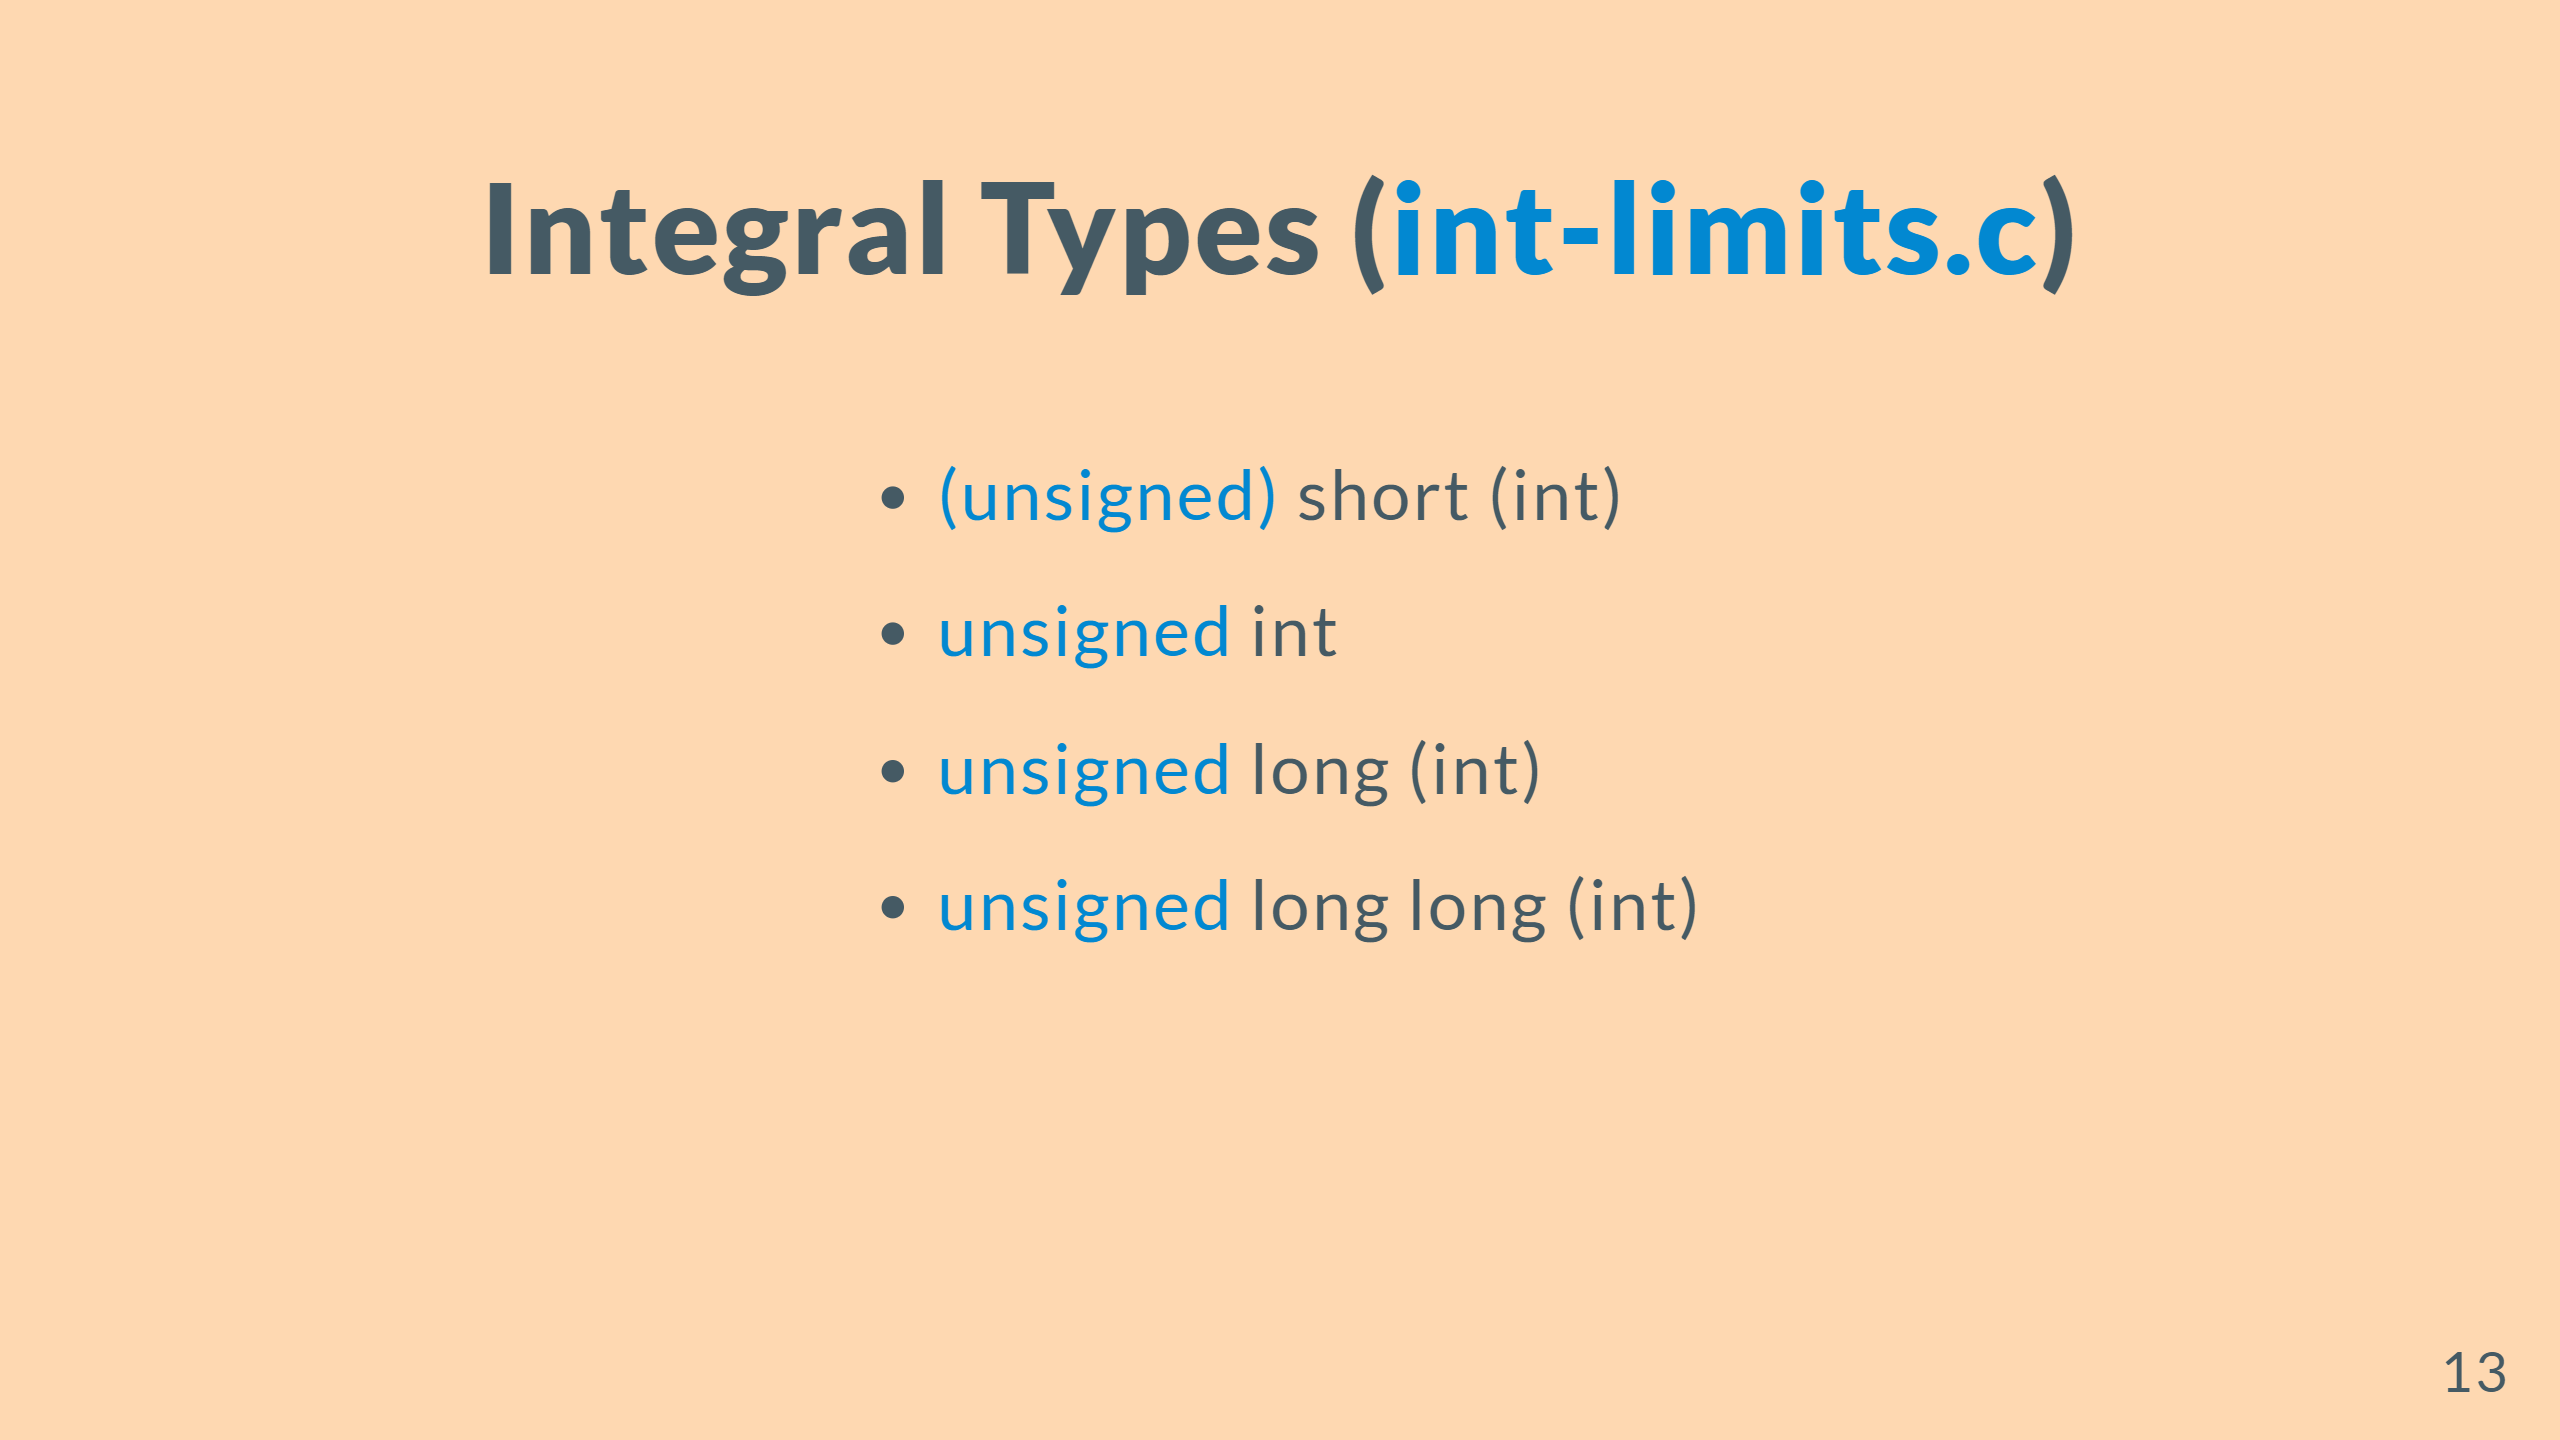 Integral Types (int-limits.c)
• (unsigned) short (int)
• unsigned int
• unsigned long (int)
• unsigned long long (int)
13